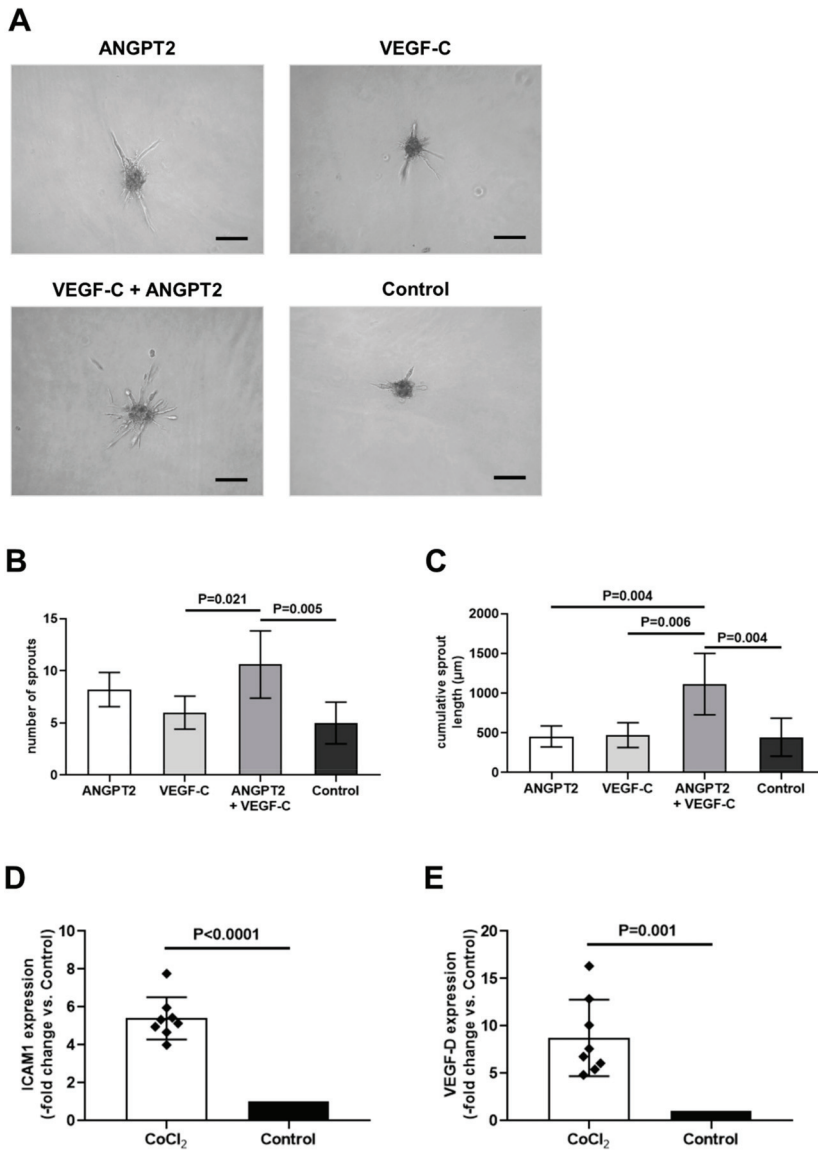 A
ANGPT2
VEGF-C
VEGF-C + ANGPT2
Control
B
P=0.021
P=0.005
15
10
5
0
number of sprouts
ANGPT2
VEGF-C
ANGPT2
+ VEGF-C
Control
C
P=0.004
P=0.006
P=0.004
2000
1500
1000
500
0
cumulative sprout
length (µm)
ANGPT2
VEGF-C
ANGPT2
+ VEGF-C
Control
D
P<0.0001
10
8
6
4
2
0
ICAM1 expression
(-fold change vs. Control)
CoCl₂
Control
E
P=0.001
20
15
10
5
0
VEGF-D expression
(-fold change vs. Control)
CoCl₂
Control